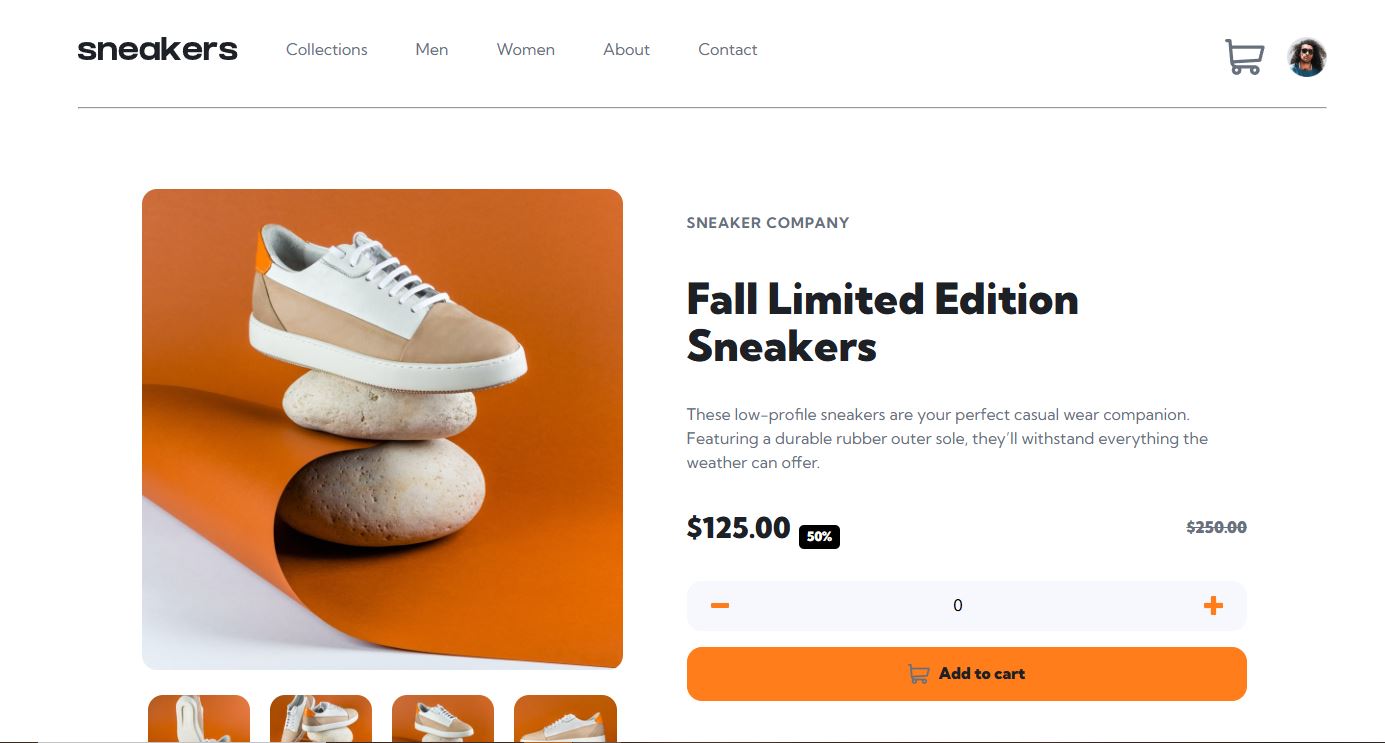 sneakers Collections Men Women About Contact
SNEAKER COMPANY
Fall Limited Edition
Sneakers
These low-profile sneakers are your perfect casual wear companion.
Featuring a durable rubber outer sole, they’ll withstand everything the
weather can offer.
$125.00 50% $250.00
0
Add to cart